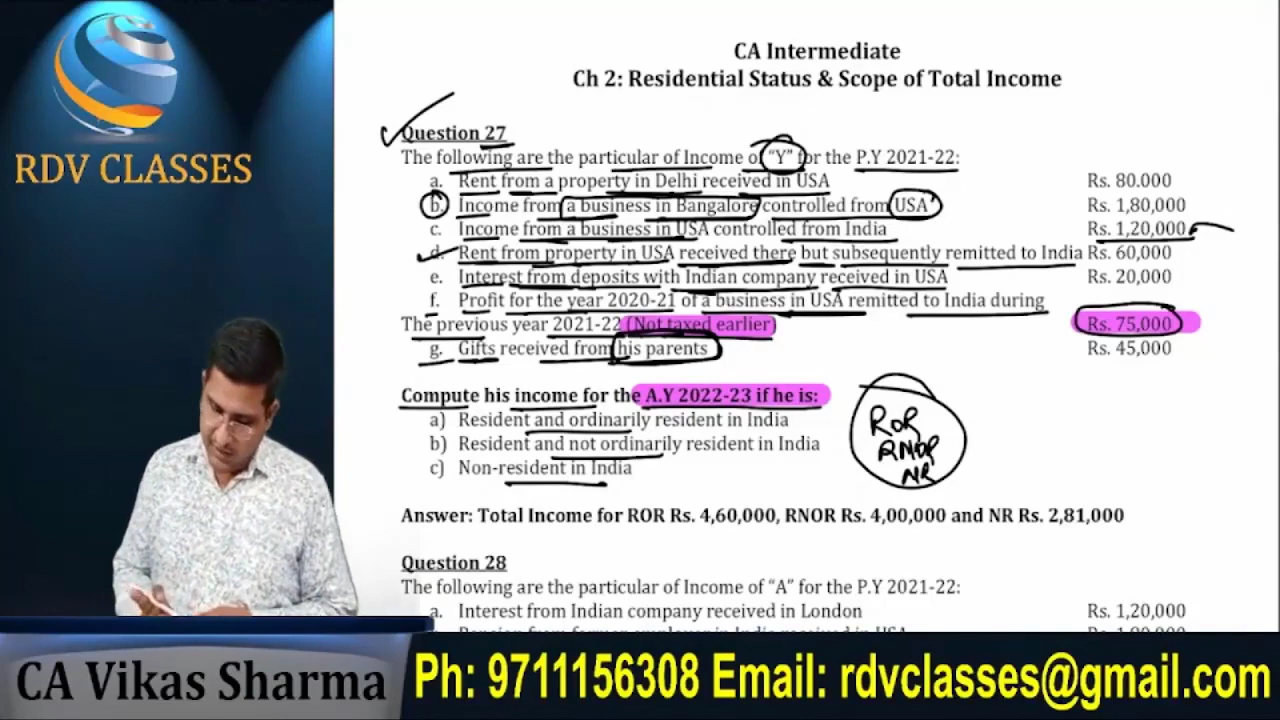 RDV CLASSES
CA Intermediate
Ch 2: Residential Status & Scope of Total Income
Question 27
The following are the particular of Income of "Y" for the P.Y 2021-22:
a. Rent from a property in Delhi received in USA Rs. 80.000
b. Income from a business in Bangalore controlled from USA Rs. 1,80,000
c. Income from a business in USA controlled from India Rs. 1,20,000
d. Rent from property in USA received there but subsequently remitted to India Rs. 60,000
e. Interest from deposits with Indian company received in USA Rs. 20,000
f. Profit for the year 2020-21 of a business in USA remitted to India during
The previous year 2021-22 (Not taxed earlier) Rs. 75,000
g. Gifts received from his parents Rs. 45,000
Compute his income for the A.Y 2022-23 if he is:
a) Resident and ordinarily resident in India
b) Resident and not ordinarily resident in India
c) Non-resident in India
ROR
RNOR
NR
Answer: Total Income for ROR Rs. 4,60,000, RNOR Rs. 4,00,000 and NR Rs. 2,81,000
Question 28
The following are the particular of Income of "A" for the P.Y 2021-22:
a. Interest from Indian company received in London Rs. 1,20,000
CA Vikas Sharma
Ph: 9711156308 Email: rdvclasses@gmail.com